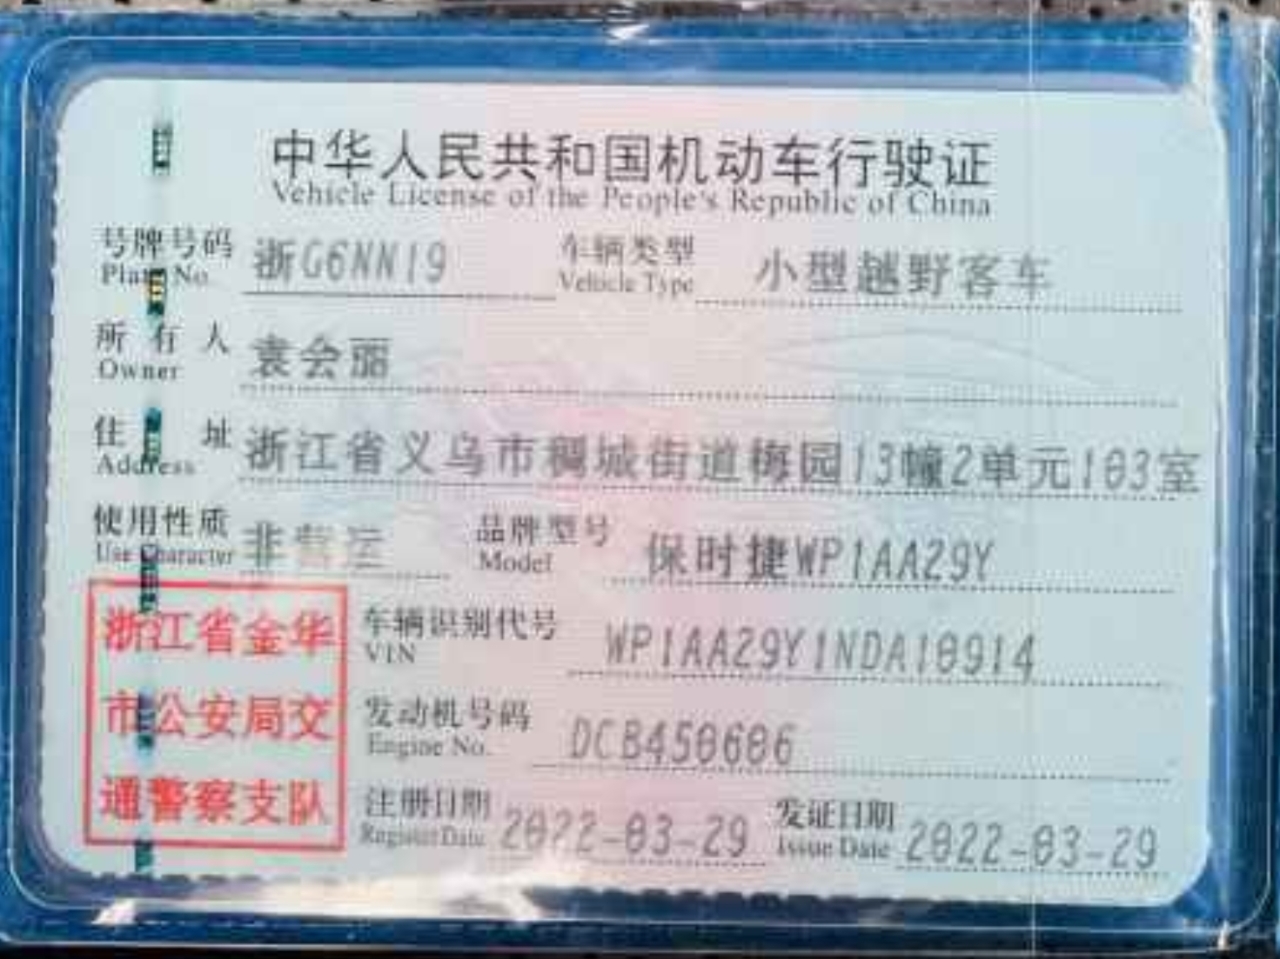 中华人民共和国机动车行驶证
Vehicle License of the People's Republic of China
号牌号码 浙G6NN19 车辆类型 小型越野客车
Plate No. Vehicle Type
所有人 袁会丽
Owner
住址 浙江省义乌市稠城街道梅园13幢2单元103室
Address
使用性质 非营运 品牌型号 保时捷WP1AA29Y
Use Character Model
浙江省金华
市公安局交
通警察支队
车辆识别代号 WP1AA29Y1NDA10914
VIN
发动机号码 DCB450606
Engine No.
注册日期 2022-03-29 发证日期 2022-03-29
Register Date Issue Date